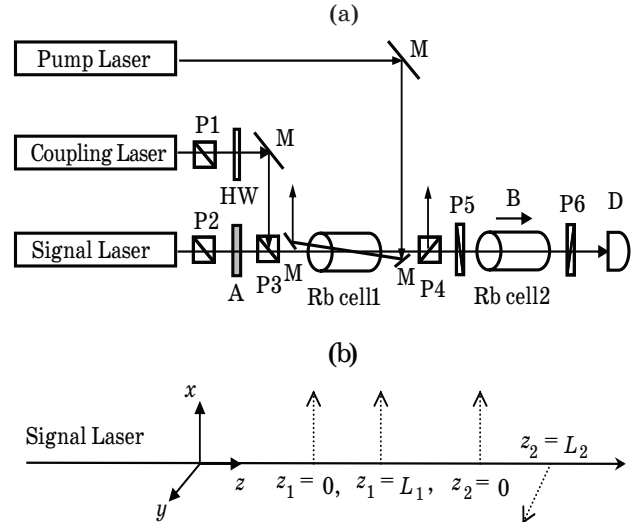 (a)
Pump Laser
M
P1
Coupling Laser
M
HW
P2
P5
B
P6
D
Signal Laser
A
P3
M
Rb cell1
M
P4
Rb cell2
(b)
x
Signal Laser
z
y
z₁ = 0, z₁ = L₁, z₂ = 0
z₂ = L₂